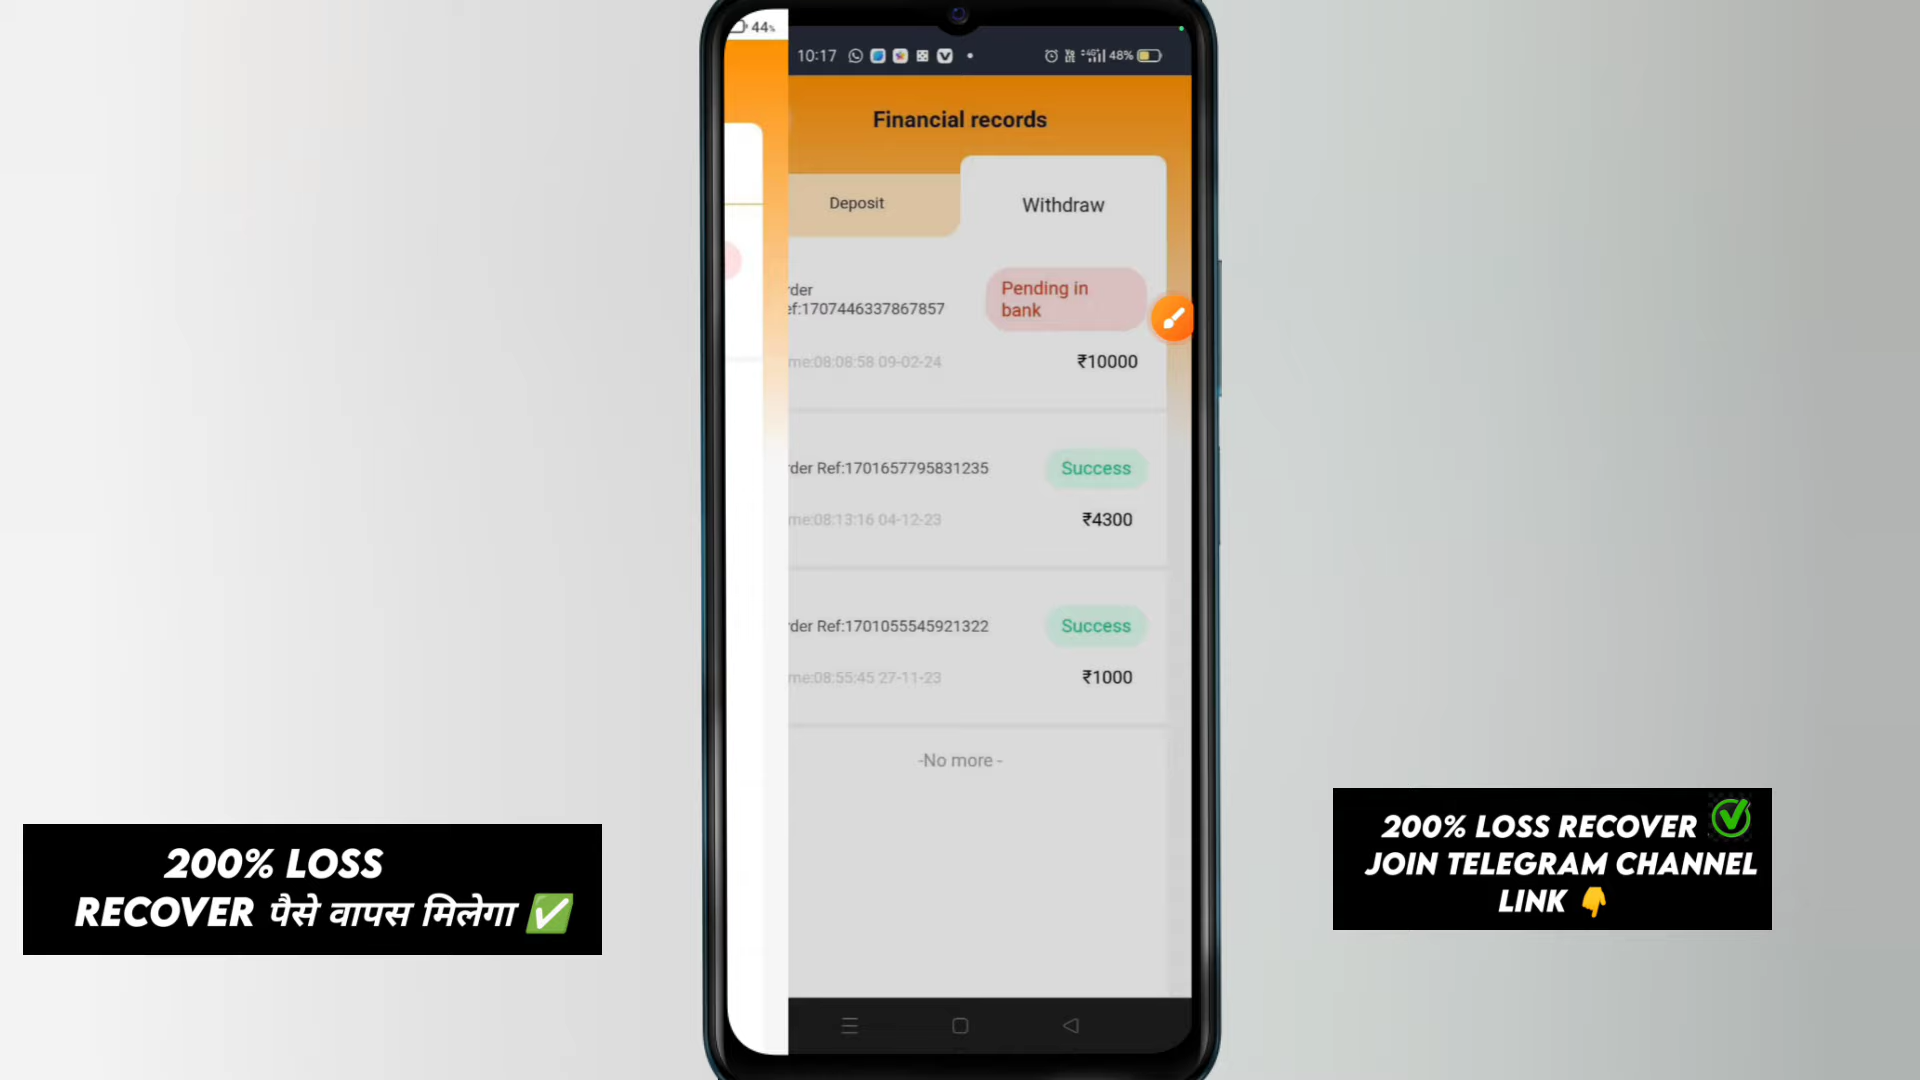 44%
10:17
48%
Financial records
Deposit
Withdraw
rder
ef:1707446337867857
Pending in
bank
me:08:08:58 09-02-24
₹10000
rder Ref:1701657795831235
Success
me:08:13:16 04-12-23
₹4300
rder Ref:1701055545921322
Success
me:08:55:45 27-11-23
₹1000
-No more -
200% LOSS
RECOVER पैसे वापस मिलेगा ✅
200% LOSS RECOVER ✅
JOIN TELEGRAM CHANNEL
LINK 👇